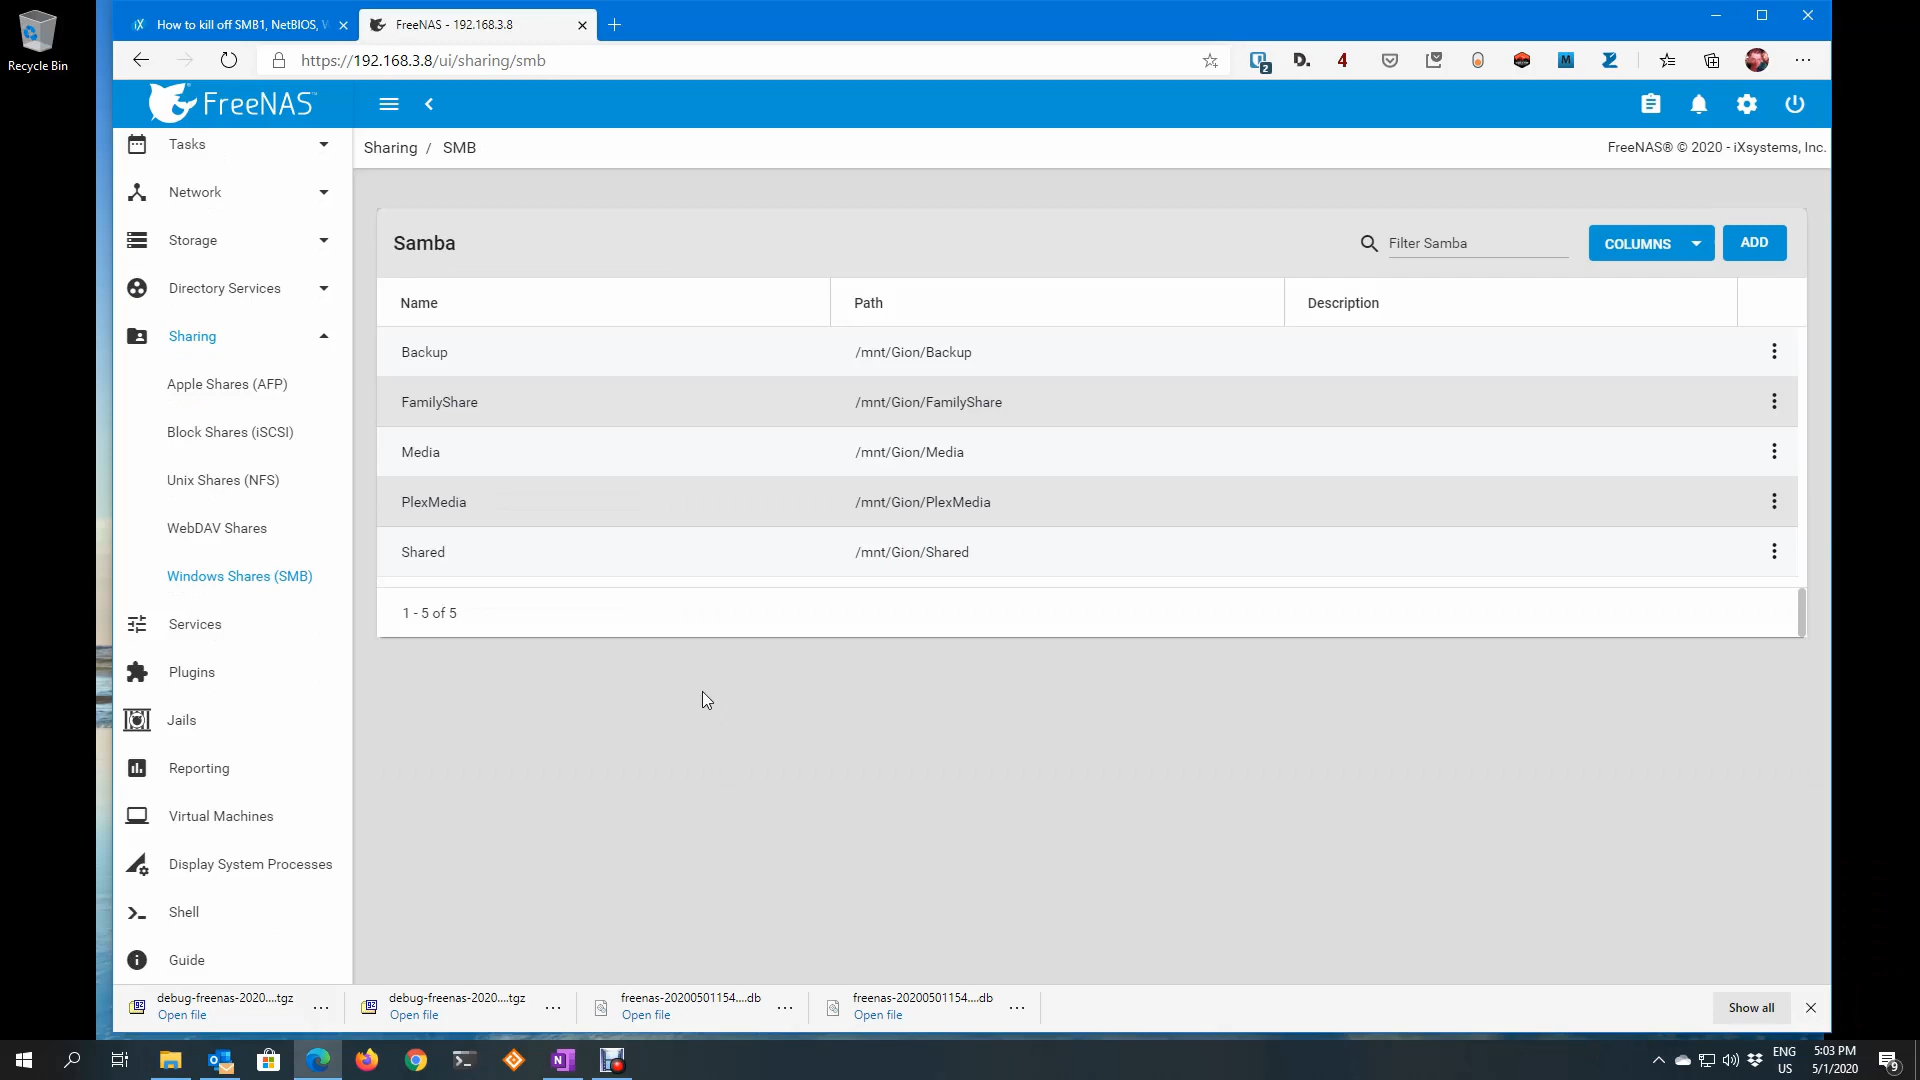 Recycle Bin
How to kill off SMB1, NetBIOS, W
FreeNAS - 192.168.3.8
https://192.168.3.8/ui/sharing/smb
2
D.
4
M
Z
FreeNAS™
Sharing / SMB
FreeNAS® © 2020 - iXsystems, Inc.
Tasks
Network
Storage
Directory Services
Sharing
Apple Shares (AFP)
Block Shares (iSCSI)
Unix Shares (NFS)
WebDAV Shares
Windows Shares (SMB)
Services
Plugins
Jails
Reporting
Virtual Machines
Display System Processes
Shell
Guide
Samba
Filter Samba
COLUMNS
ADD
Name Path Description
Backup /mnt/Gion/Backup
FamilyShare /mnt/Gion/FamilyShare
Media /mnt/Gion/Media
PlexMedia /mnt/Gion/PlexMedia
Shared /mnt/Gion/Shared
1 - 5 of 5
debug-freenas-2020....tgz
Open file
debug-freenas-2020....tgz
Open file
freenas-20200501154....db
Open file
freenas-20200501154....db
Open file
Show all
ENG
US
5:03 PM
5/1/2020
9